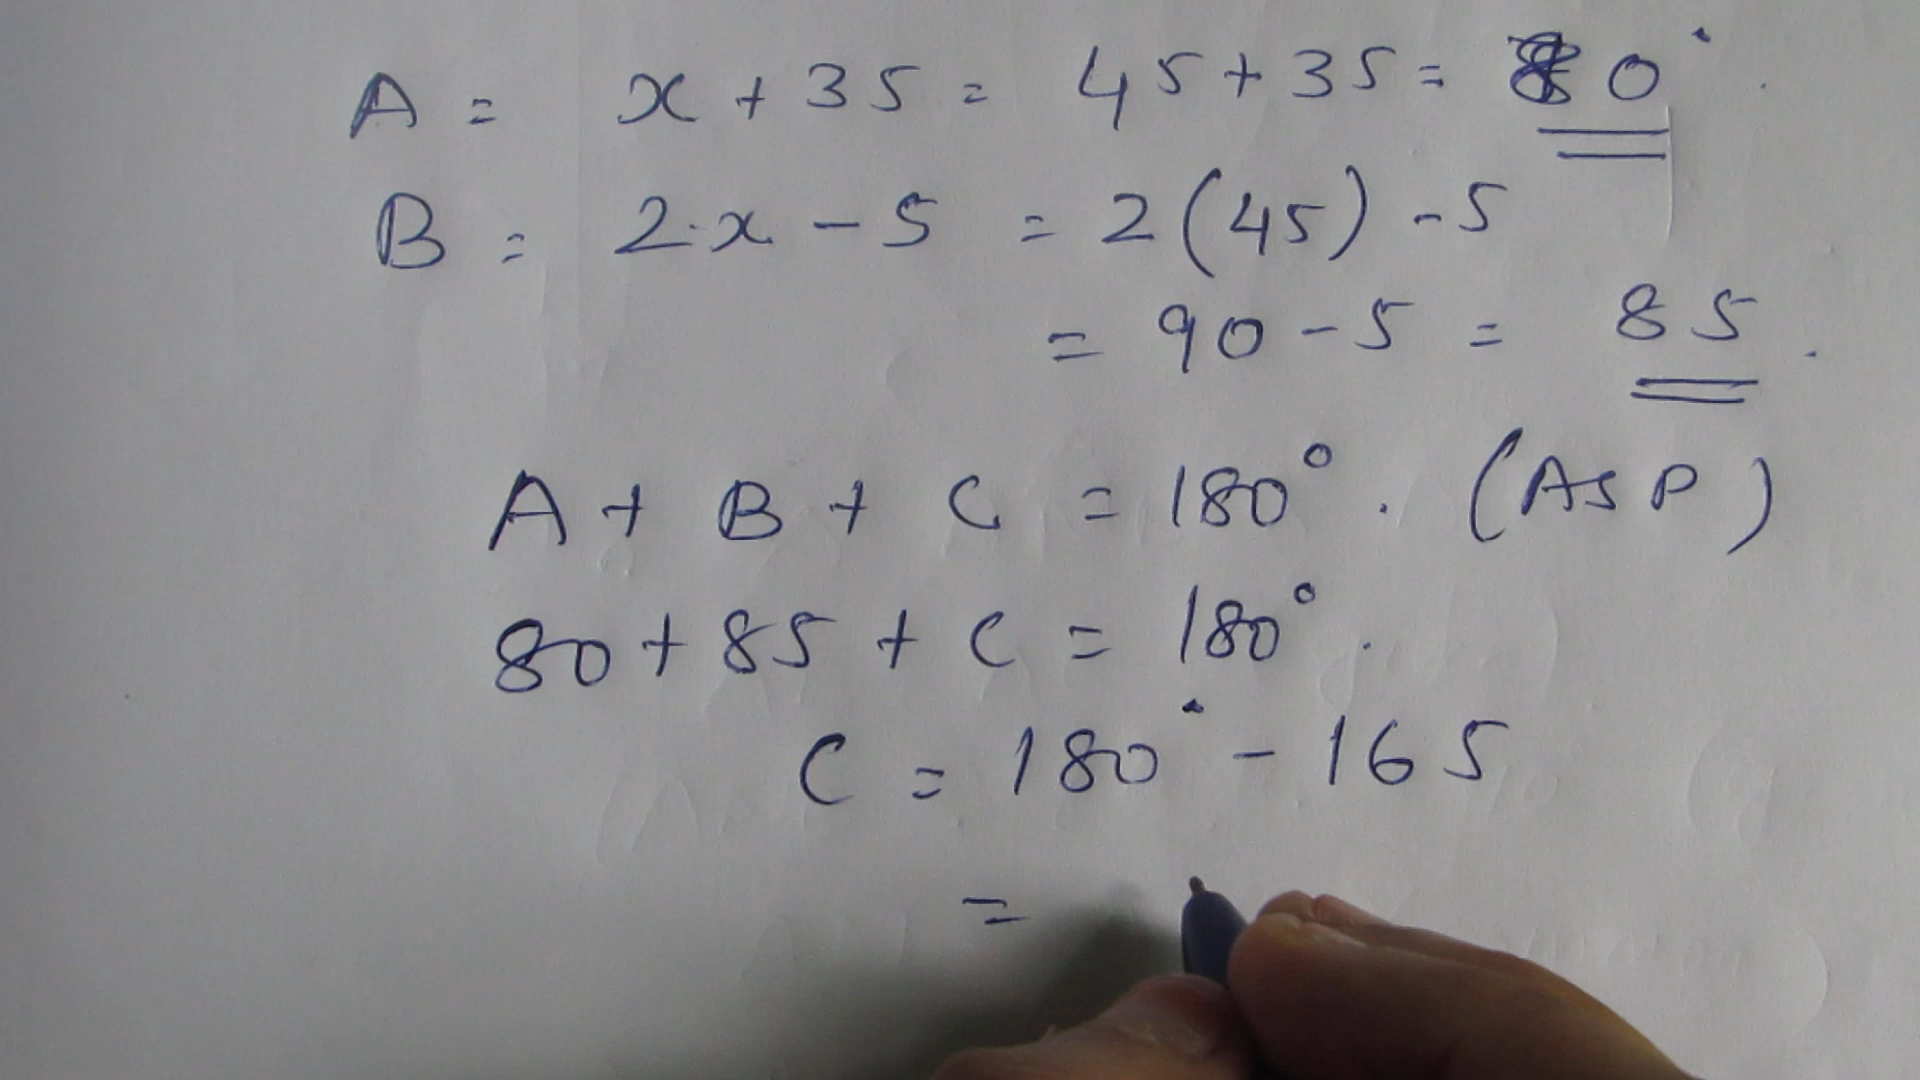 A = x + 35 = 45 + 35 = 80°
B = 2x - 5 = 2(45) - 5
= 90 - 5 = 85
A + B + C = 180°. (ASP)
80 + 85 + C = 180°.
C = 180° - 165
=